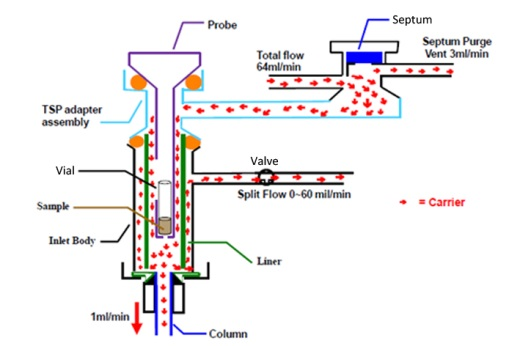 Probe
Septum
Total flow
64ml/min
Septum Purge
Vent 3ml/min
TSP adapter
assembly
Vial
Valve
Sample
Split Flow 0~60 mil/min
= Carrier
Inlet Body
Liner
1ml/min
Column